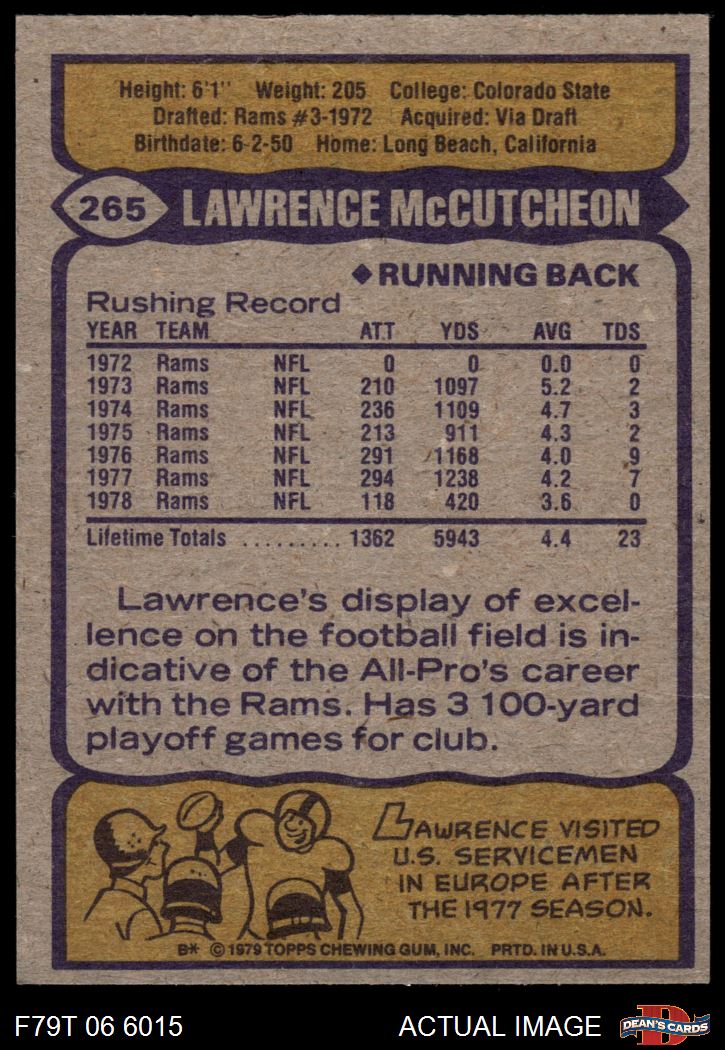 Height: 6'1" Weight: 205 College: Colorado State
Drafted: Rams #3-1972 Acquired: Via Draft
Birthdate: 6-2-50 Home: Long Beach, California
265 LAWRENCE McCUTCHEON
◆ RUNNING BACK
Rushing Record
YEAR TEAM ATT YDS AVG TDS
1972 Rams NFL 0 0 0.0 0
1973 Rams NFL 210 1097 5.2 2
1974 Rams NFL 236 1109 4.7 3
1975 Rams NFL 213 911 4.3 2
1976 Rams NFL 291 1168 4.0 9
1977 Rams NFL 294 1238 4.2 7
1978 Rams NFL 118 420 3.6 0
Lifetime Totals ......... 1362 5943 4.4 23
Lawrence's display of excel-
lence on the football field is in-
dicative of the All-Pro's career
with the Rams. Has 3 100-yard
playoff games for club.
LAWRENCE VISITED
U.S. SERVICEMEN
IN EUROPE AFTER
THE 1977 SEASON.
B* © 1979 TOPPS CHEWING GUM, INC. PRTD. IN U.S.A.
F79T 06 6015 ACTUAL IMAGE D DEAN'S CARDS